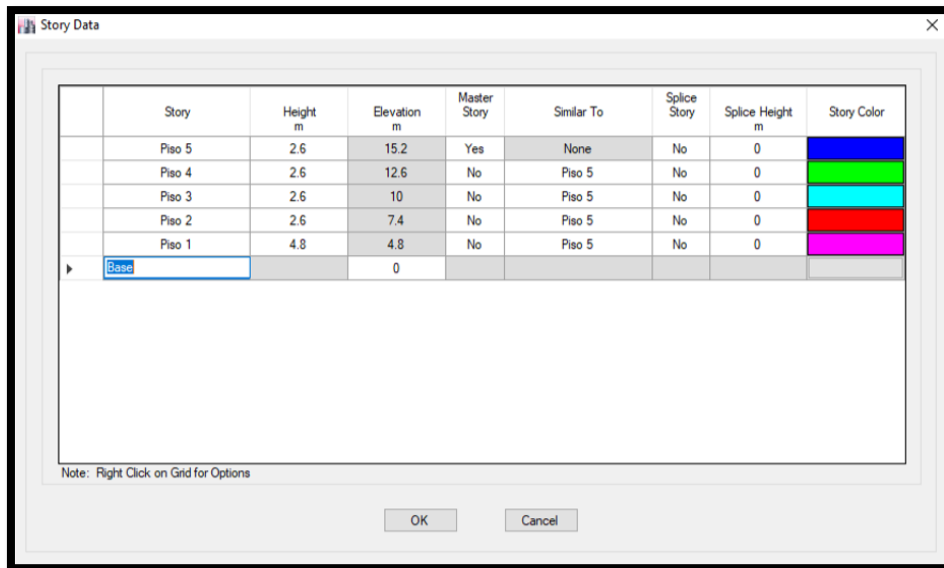 Story Data
Story Height m Elevation m Master Story Similar To Splice Story Splice Height m Story Color
Piso 5 2.6 15.2 Yes None No 0
Piso 4 2.6 12.6 No Piso 5 No 0
Piso 3 2.6 10 No Piso 5 No 0
Piso 2 2.6 7.4 No Piso 5 No 0
Piso 1 4.8 4.8 No Piso 5 No 0
Base 0
Note: Right Click on Grid for Options
OK Cancel